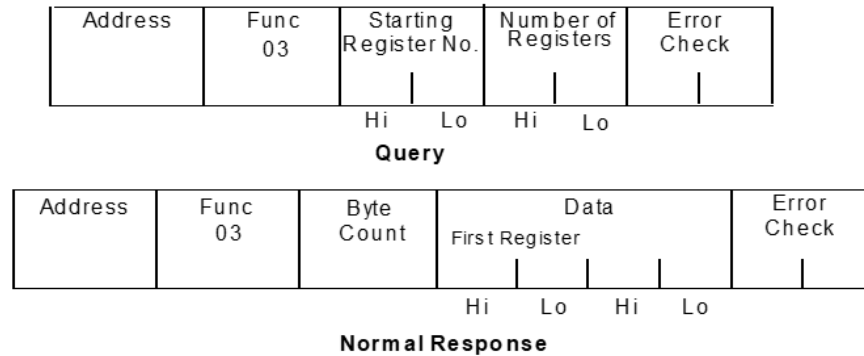 Address
Func
03
Starting
Register No.
Number of
Registers
Error
Check
Hi Lo Hi Lo
Query
Address
Func
03
Byte
Count
Data
First Register
Error
Check
Hi Lo Hi Lo
Normal Response